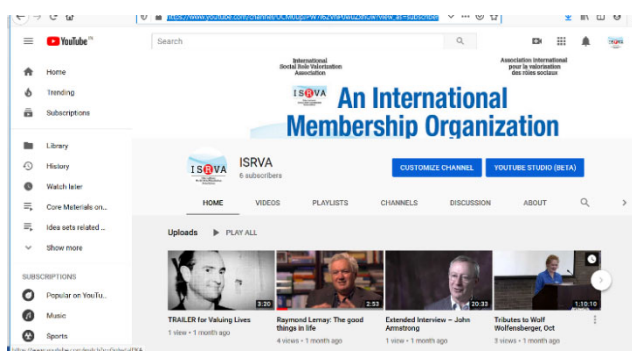 YouTube
Search
Home
Trending
Subscriptions
Library
History
Watch later
Core Materials on...
Idea sets related ...
Show more
SUBSCRIPTIONS
Popular on YouTu...
Music
Sports
International
Social Role Valorization
Association
Association international
pour la valorisation
des rôles sociaux
ISRVA
An International
Membership Organization
ISRVA
ISRVA
6 subscribers
CUSTOMIZE CHANNEL
YOUTUBE STUDIO (BETA)
HOME
VIDEOS
PLAYLISTS
CHANNELS
DISCUSSION
ABOUT
Uploads
PLAY ALL
3:20
2:53
20:33
1:10:10
TRAILER for Valuing Lives
1 view • 1 month ago
Raymond Lemay: The good
things in life
4 views • 1 month ago
Extended Interview – John
Armstrong
1 view • 1 month ago
Tributes to Wolf
Wolfensberger, Oct
3 views • 1 month ago